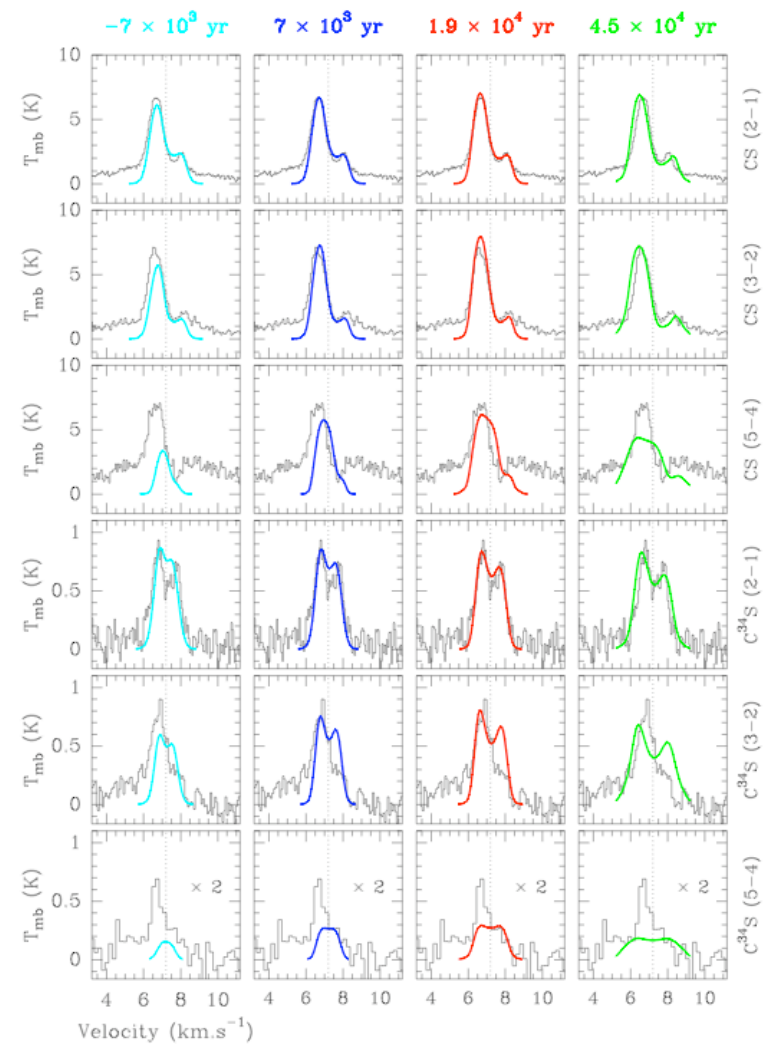 −7 × 10³ yr 7 × 10³ yr 1.9 × 10⁴ yr 4.5 × 10⁴ yr
10
5
0
T_mb (K)
CS (2−1)
10
5
0
T_mb (K)
CS (3−2)
10
5
0
T_mb (K)
CS (5−4)
1
0.5
0
T_mb (K)
C³⁴S (2−1)
1
0.5
0
T_mb (K)
C³⁴S (3−2)
1
0.5
0
T_mb (K)
× 2 × 2 × 2 × 2
C³⁴S (5−4)
4 6 8 10 4 6 8 10 4 6 8 10 4 6 8 10
Velocity (km.s⁻¹)